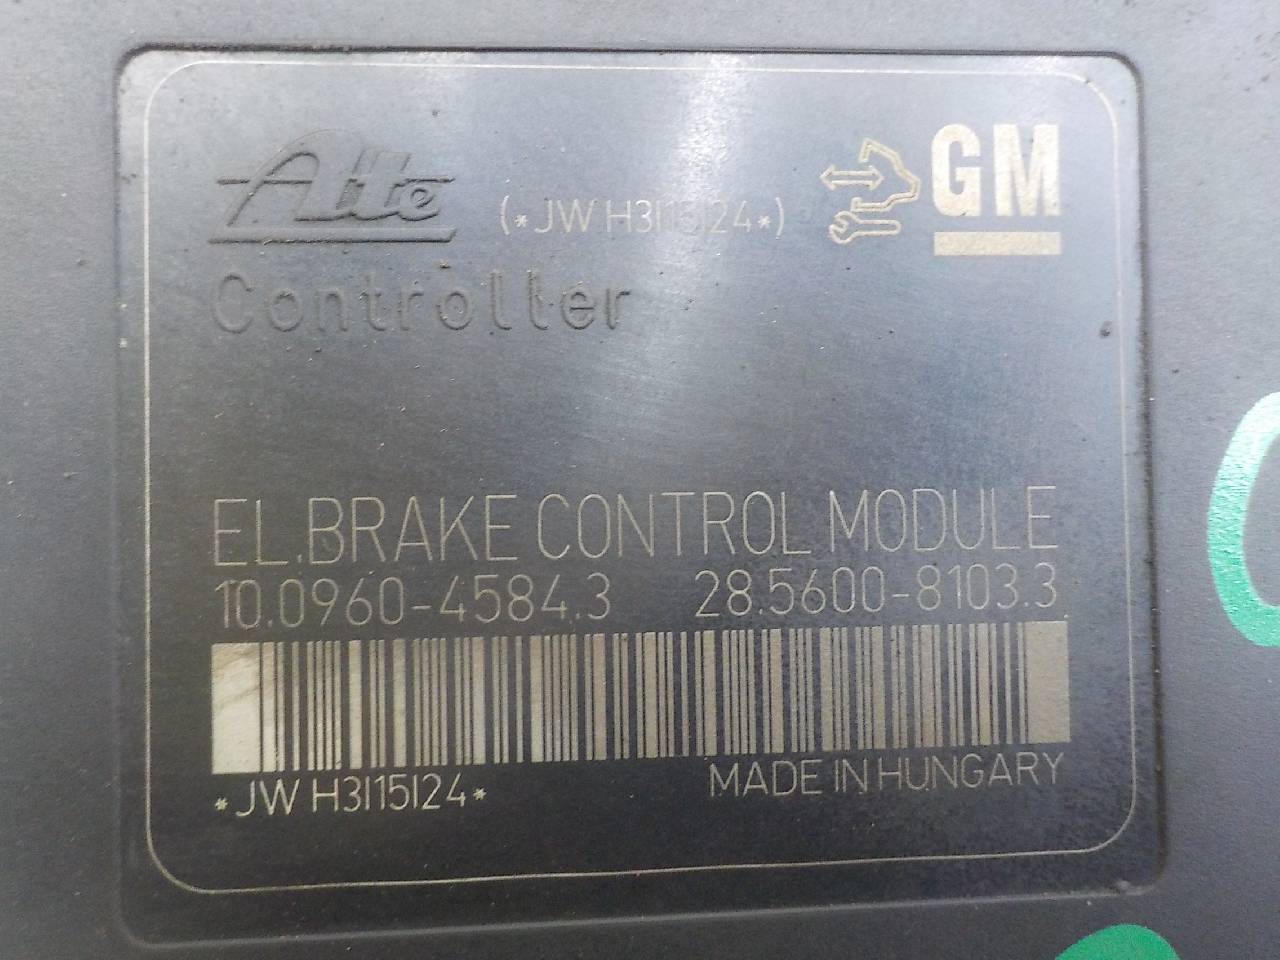 Ate
(*JW H3I15I24*)
GM
Controller
EL.BRAKE CONTROL MODULE
10.0960-4584.3 28.5600-8103.3
*JW H3I15I24*
MADE IN HUNGARY